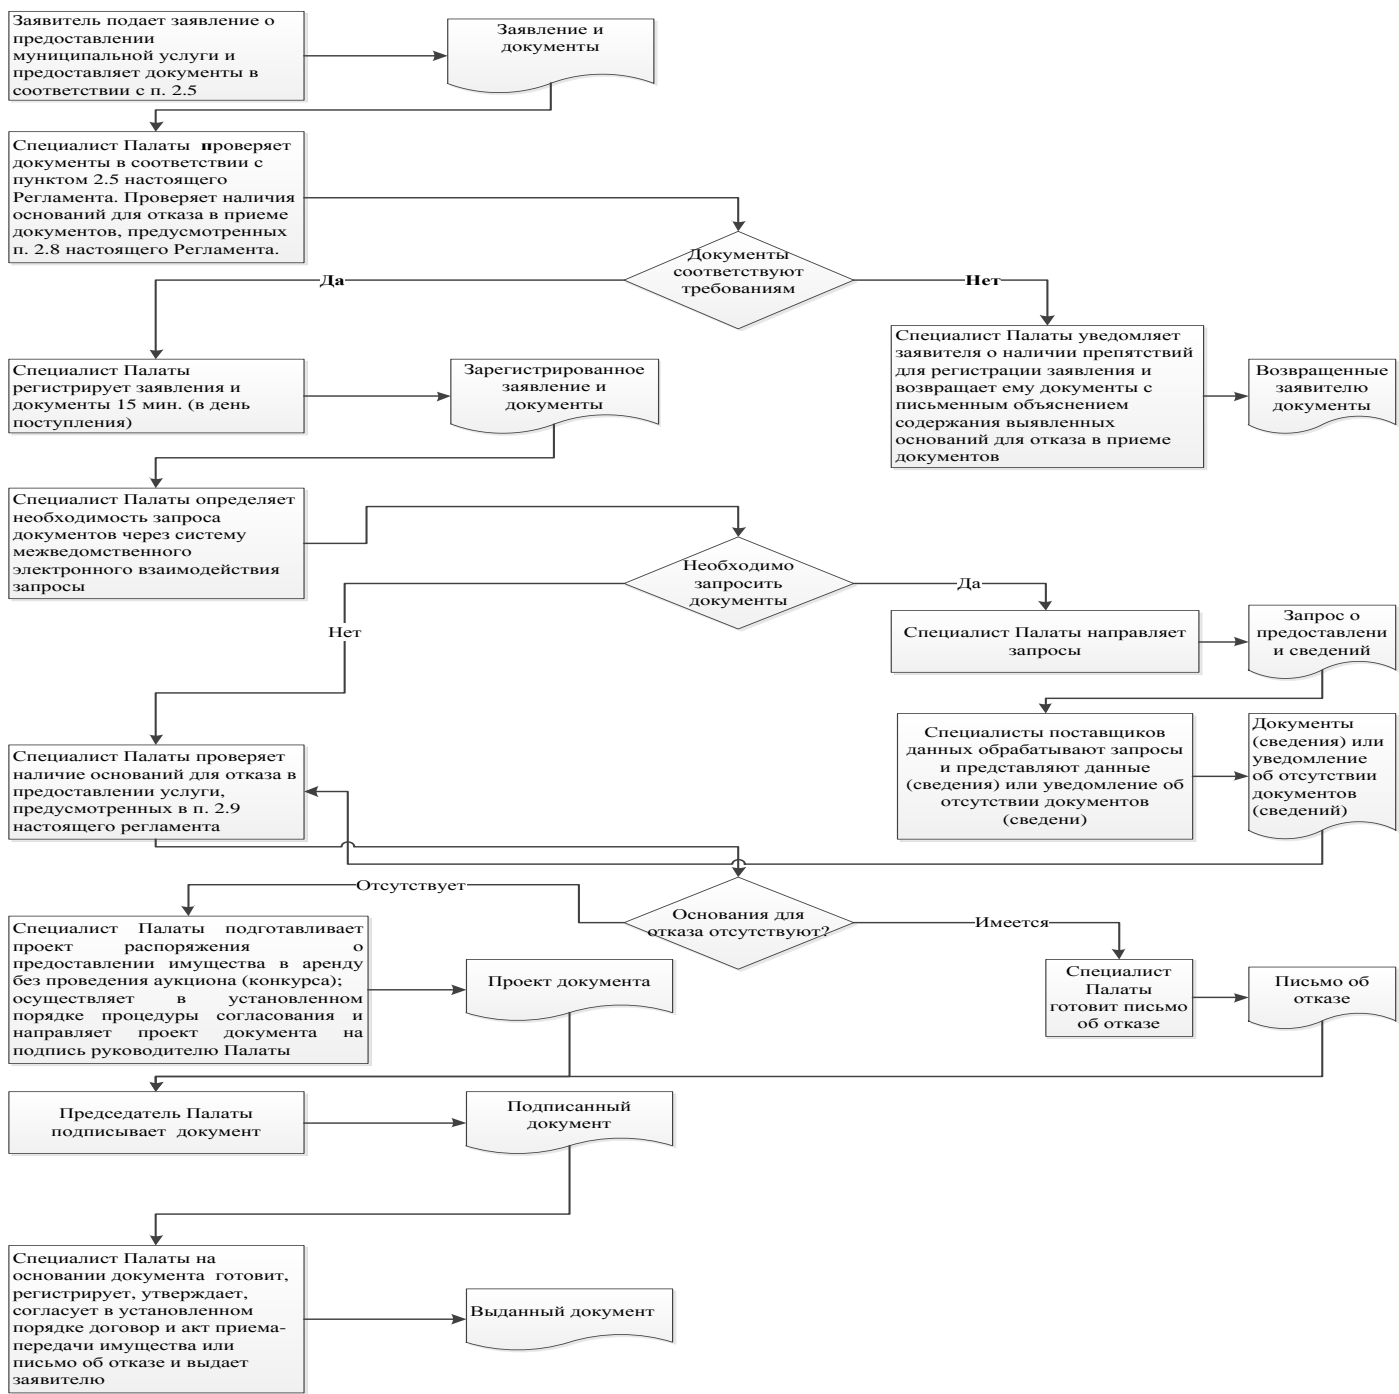 Заявитель подает заявление о
предоставлении
муниципальной услуги и
предоставляет документы в
соответствии с п. 2.5
Заявление и
документы
Специалист Палаты проверяет
документы в соответствии с
пунктом 2.5 настоящего
Регламента. Проверяет наличия
оснований для отказа в приеме
документов, предусмотренных
п. 2.8 настоящего Регламента.
Документы
соответствуют
требованиям
Да
Нет
Специалист Палаты
регистрирует заявления и
документы 15 мин. (в день
поступления)
Зарегистрированное
заявление и
документы
Специалист Палаты уведомляет
заявителя о наличии препятствий
для регистрации заявления и
возвращает ему документы с
письменным объяснением
содержания выявленных
оснований для отказа в приеме
документов
Возвращенные
заявителю
документы
Специалист Палаты определяет
необходимость запроса
документов через систему
межведомственного
электронного взаимодействия
запросы
Необходимо
запросить
документы
Да
Нет
Специалист Палаты направляет
запросы
Запрос о
предоставлени
и сведений
Специалисты поставщиков
данных обрабатывают запросы
и представляют данные
(сведения) или уведомление об
отсутствии документов
(сведени)
Документы
(сведения) или
уведомление
об отсутствии
документов
(сведений)
Специалист Палаты проверяет
наличие оснований для отказа в
предоставлении услуги,
предусмотренных в п. 2.9
настоящего регламента
Основания для
отказа отсутствуют?
Отсутствует
Имеется
Специалист Палаты подготавливает
проект распоряжения о
предоставлении имущества в аренду
без проведения аукциона (конкурса);
осуществляет в установленном
порядке процедуры согласования и
направляет проект документа на
подпись руководителю Палаты
Проект документа
Специалист
Палаты
готовит письмо
об отказе
Письмо об
отказе
Председатель Палаты
подписывает документ
Подписанный
документ
Специалист Палаты на
основании документа готовит,
регистрирует, утверждает,
согласует в установленном
порядке договор и акт приема-
передачи имущества или
письмо об отказе и выдает
заявителю
Выданный документ